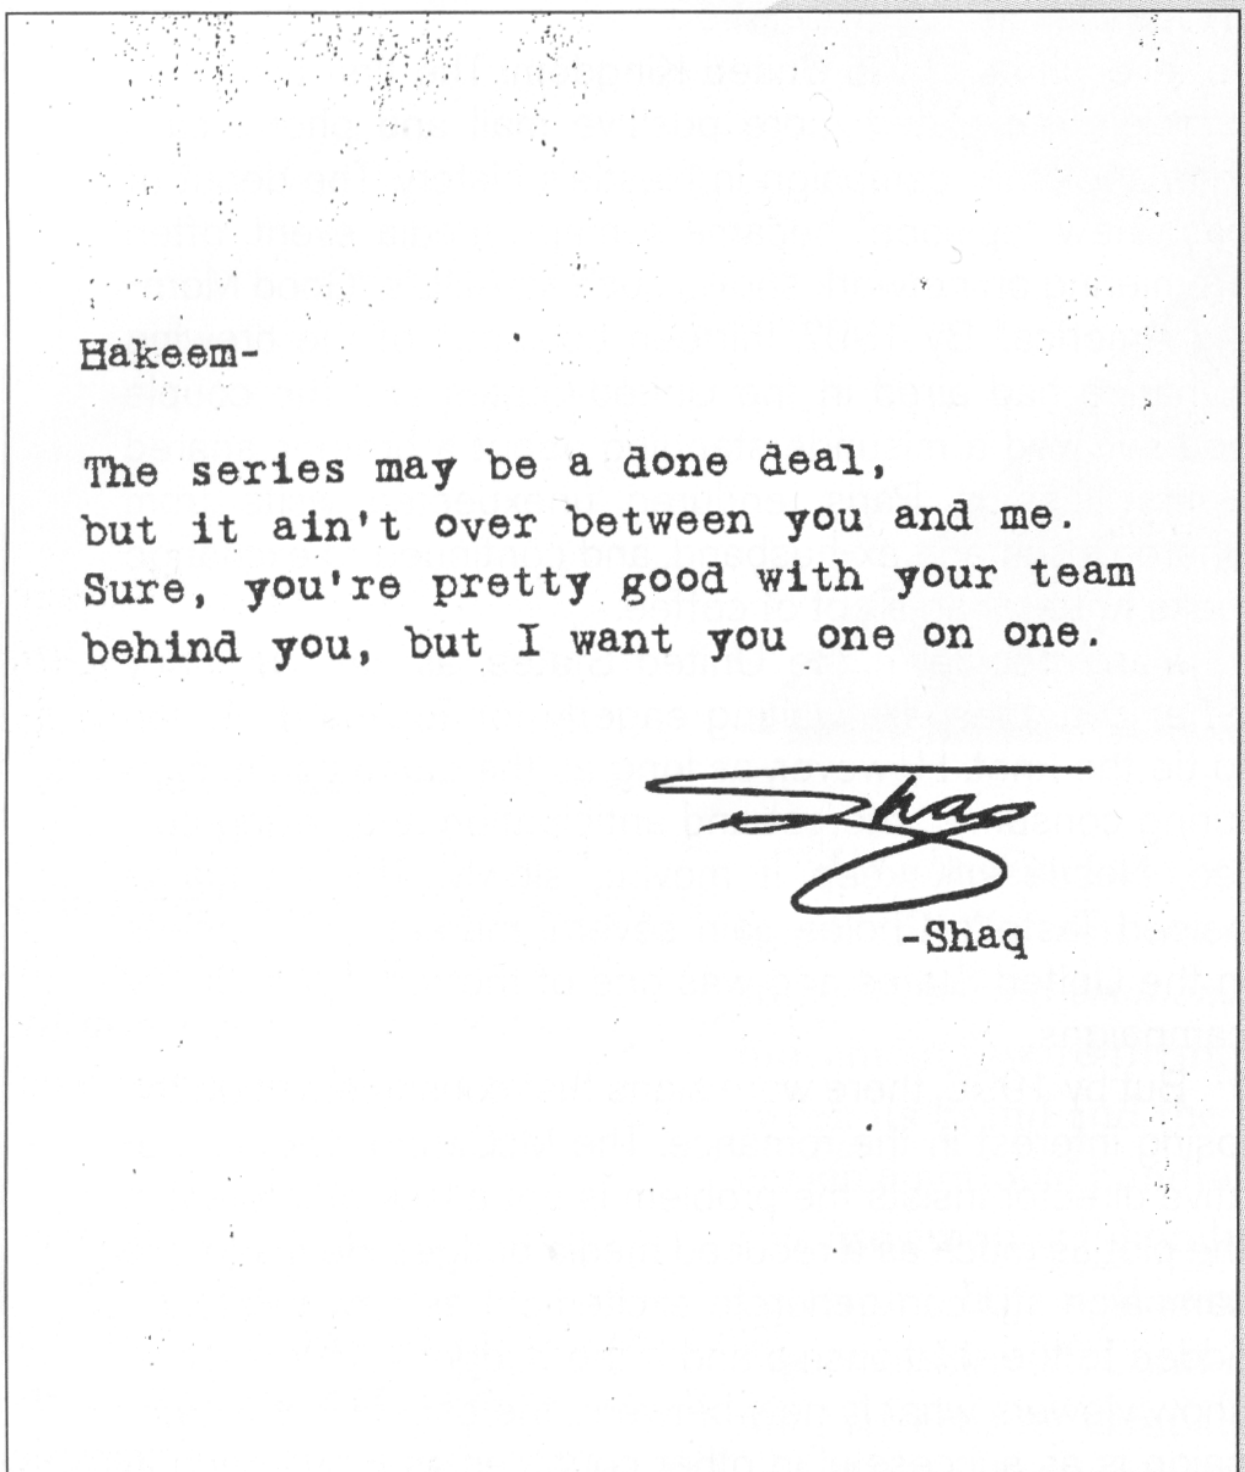 Hakeem-
The series may be a done deal,
but it ain't over between you and me.
Sure, you're pretty good with your team
behind you, but I want you one on one.
Shaq
-Shaq